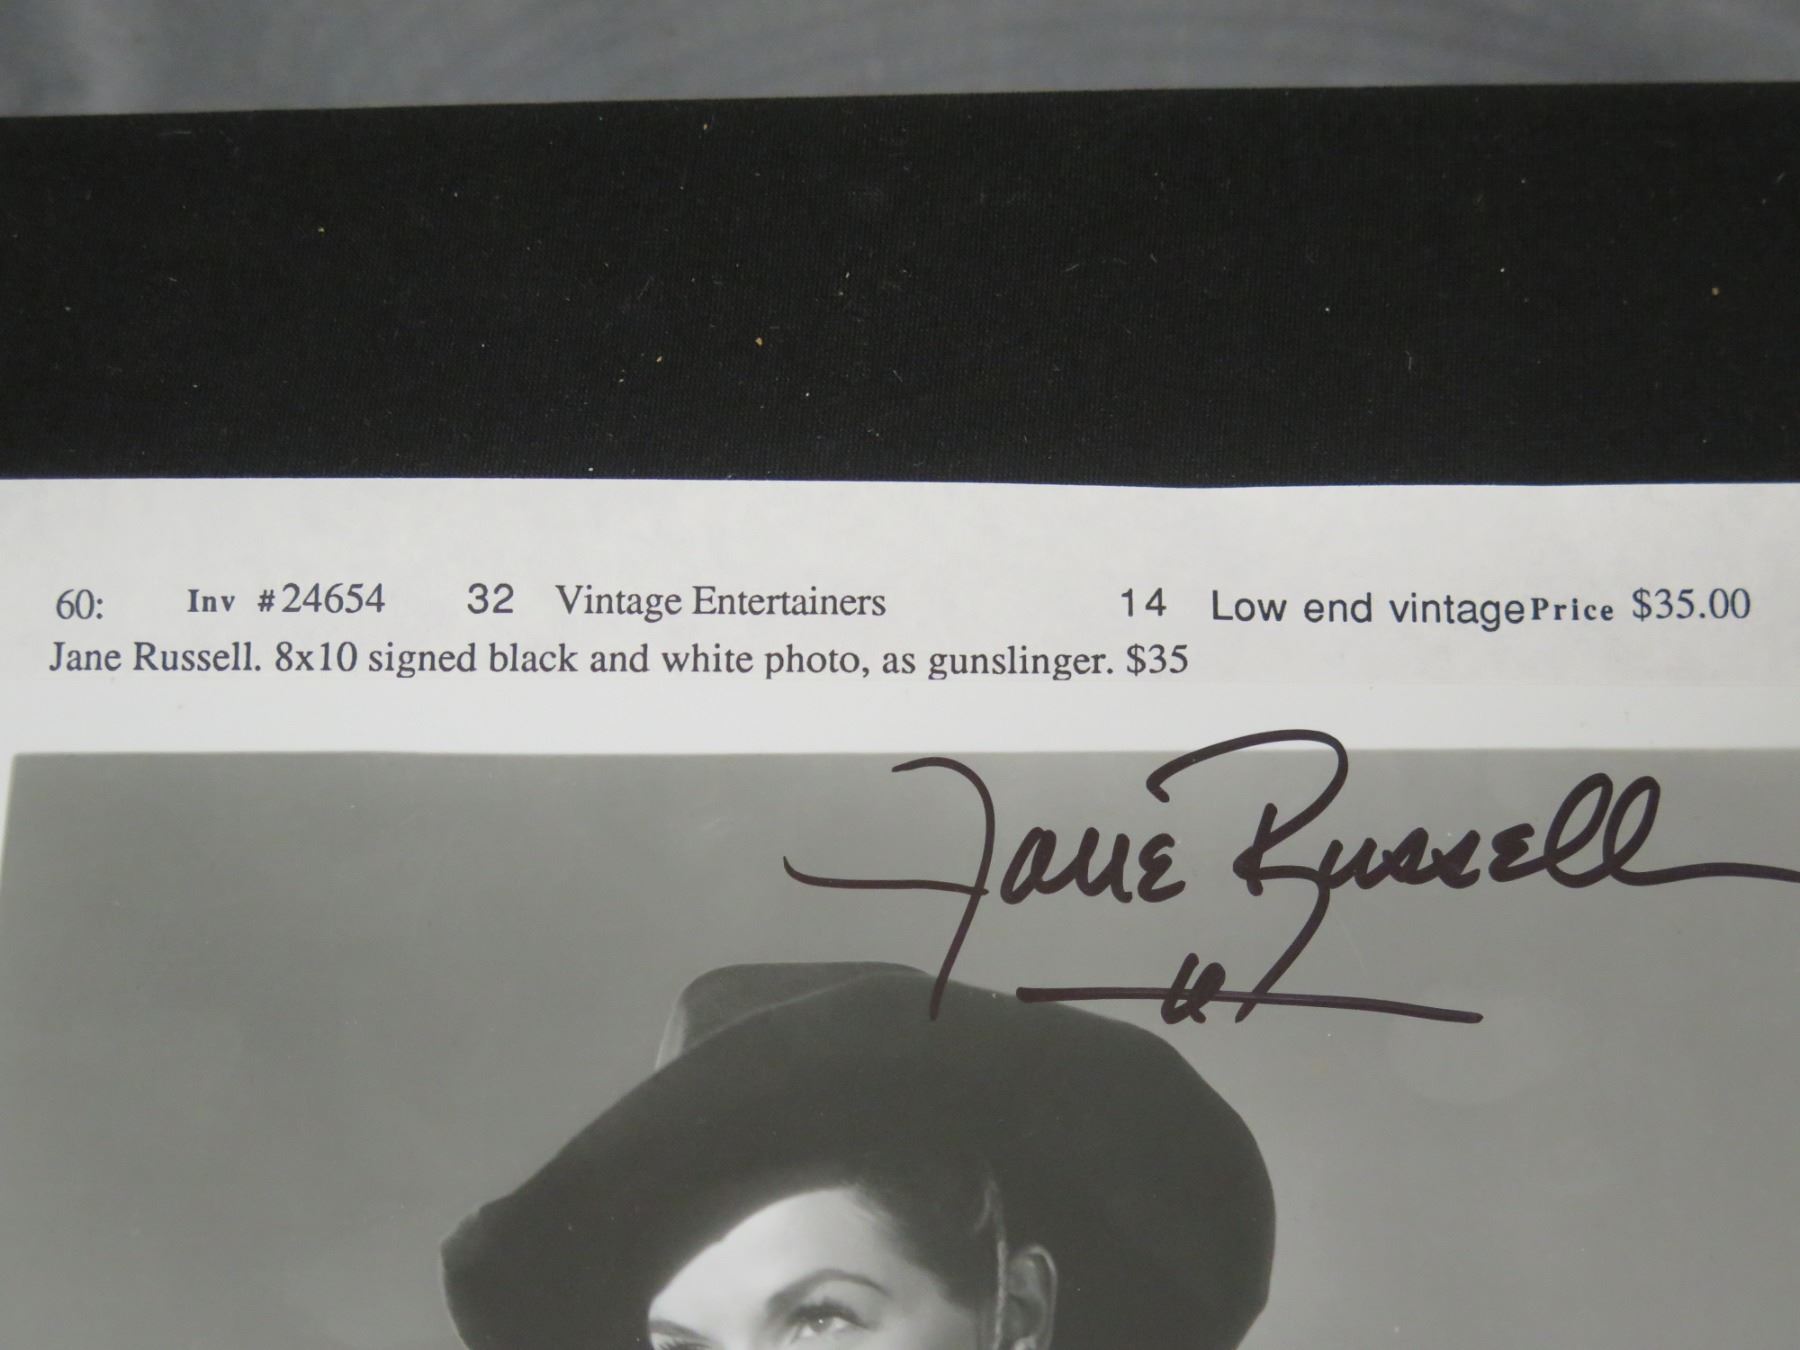 60: Inv #24654 32 Vintage Entertainers 14 Low end vintage Price $35.00
Jane Russell. 8x10 signed black and white photo, as gunslinger. $35
Jane Russell